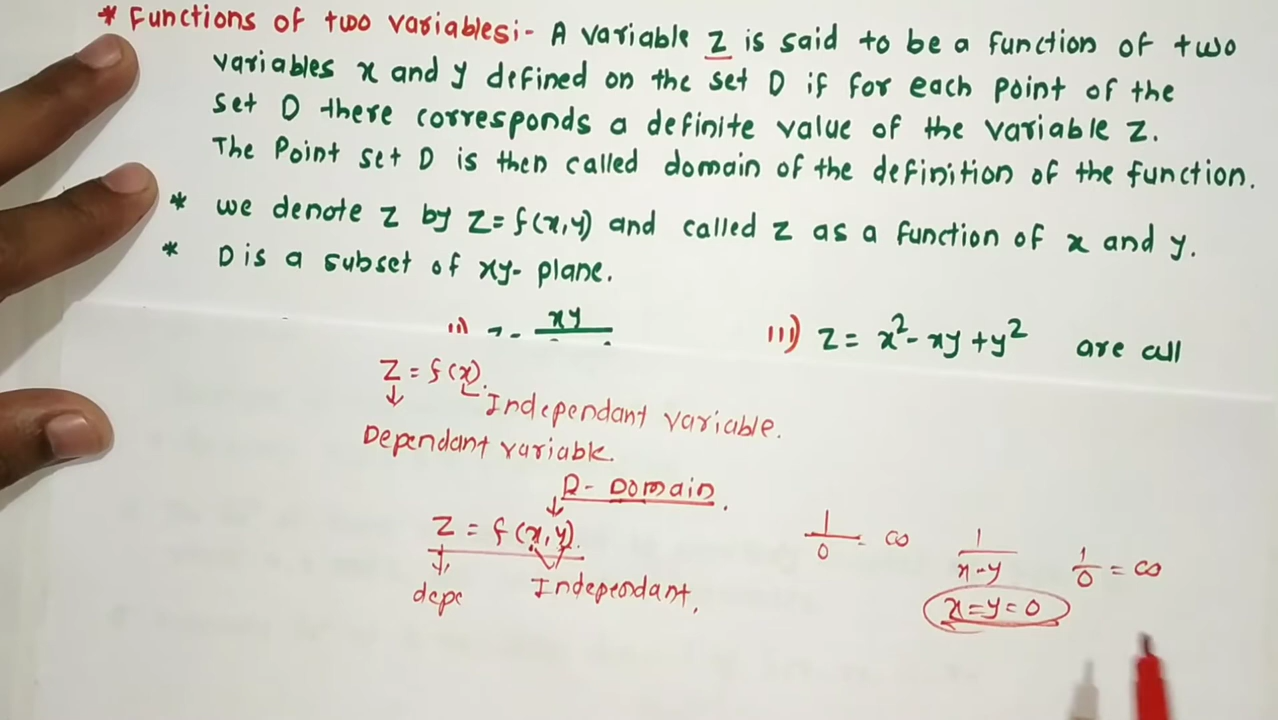 * Functions of two variables:- A variable z is said to be a function of two
variables x and y defined on the set D if for each point of the
set D there corresponds a definite value of the variable z.
The Point set D is then called domain of the definition of the function.
* we denote z by z = f(x,y) and called z as a function of x and y.
* D is a subset of xy-plane.
ii) z = xy
iii) z = x² - xy + y² are all
Z = f(x).
↓ Independant variable.
Dependant variable.
D - Domain.
Z = f(x,y).
depe Independant,
1/0 = ∞
1/(x-y)
1/0 = ∞
x=y=0